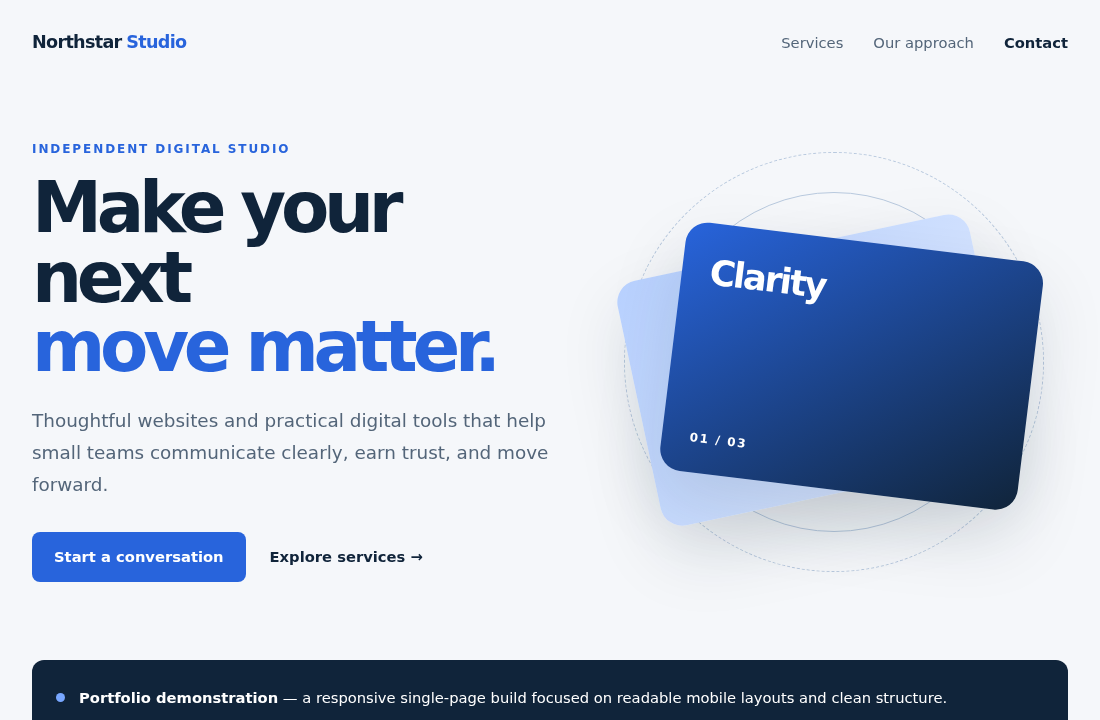 Northstar Studio
Services
Our approach
Contact
INDEPENDENT DIGITAL STUDIO
Make your
next
move matter.
Thoughtful websites and practical digital tools that help
small teams communicate clearly, earn trust, and move
forward.
Start a conversation
Explore services →
Clarity
01 / 03
Portfolio demonstration — a responsive single-page build focused on readable mobile layouts and clean structure.